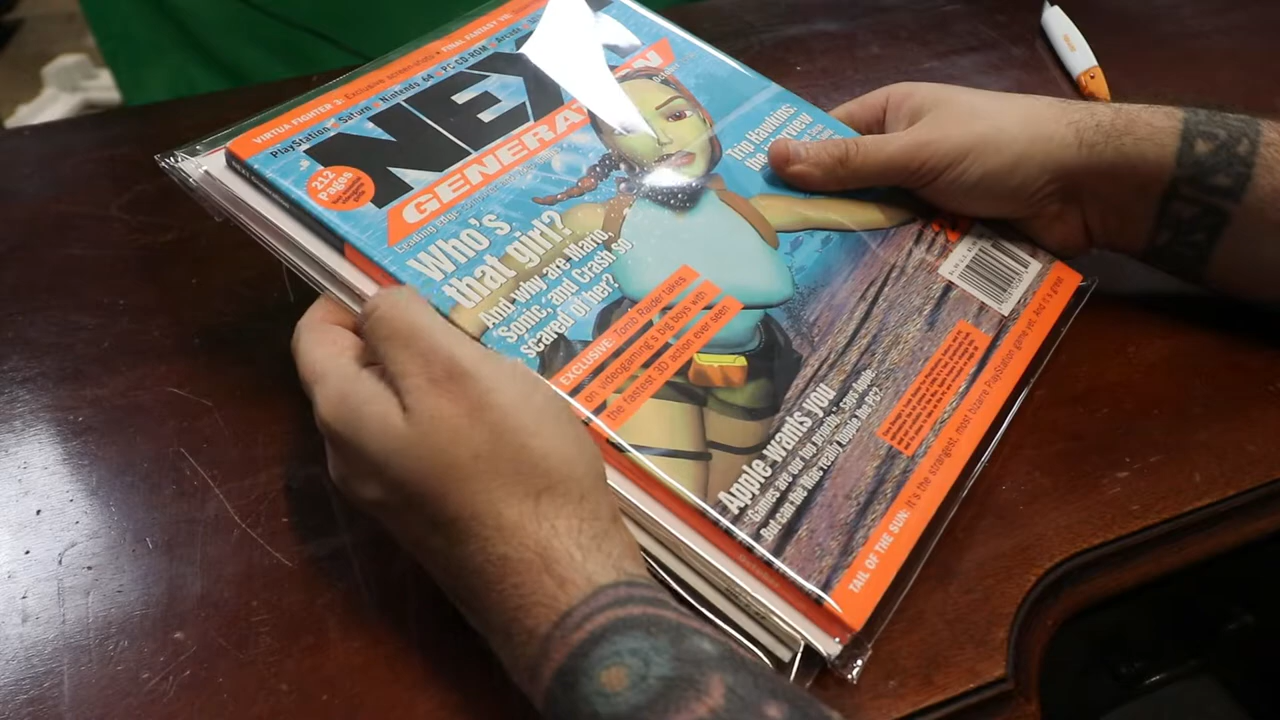 VIRTUA FIGHTER 3: Exclusive screen-shots • FINAL FANTASY VII:
PlayStation Saturn Nintendo 64 PC CD-ROM Arcade
NEX
GENERAT
212
Pages
Leading Edge
Who's
that girl?
And why are Mario,
Sonic, and Crash so
scared of her?
Trip Hawkins:
the interview
EXCLUSIVE: Tomb Raider takes
on videogaming's big boys with
the fastest 3D action ever seen
Apple wants you
"Games are our top priority," says Apple.
But can the Mac really topple the PC?
TAIL OF THE SUN: It's the strangest, most bizarre PlayStation game yet. And it's great